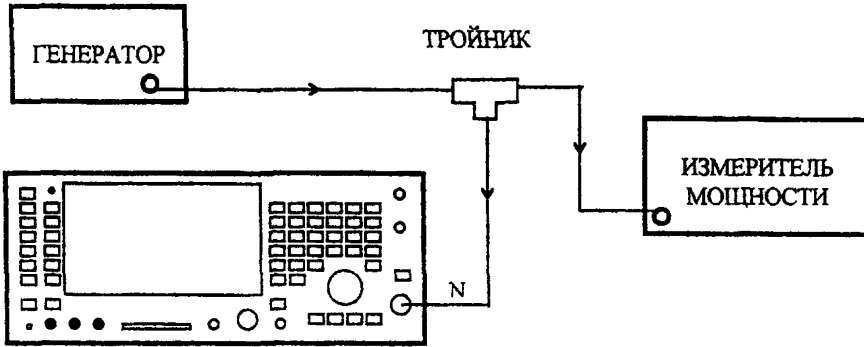 ГЕНЕРАТОР
ТРОЙНИК
ИЗМЕРИТЕЛЬ
МОЩНОСТИ
N